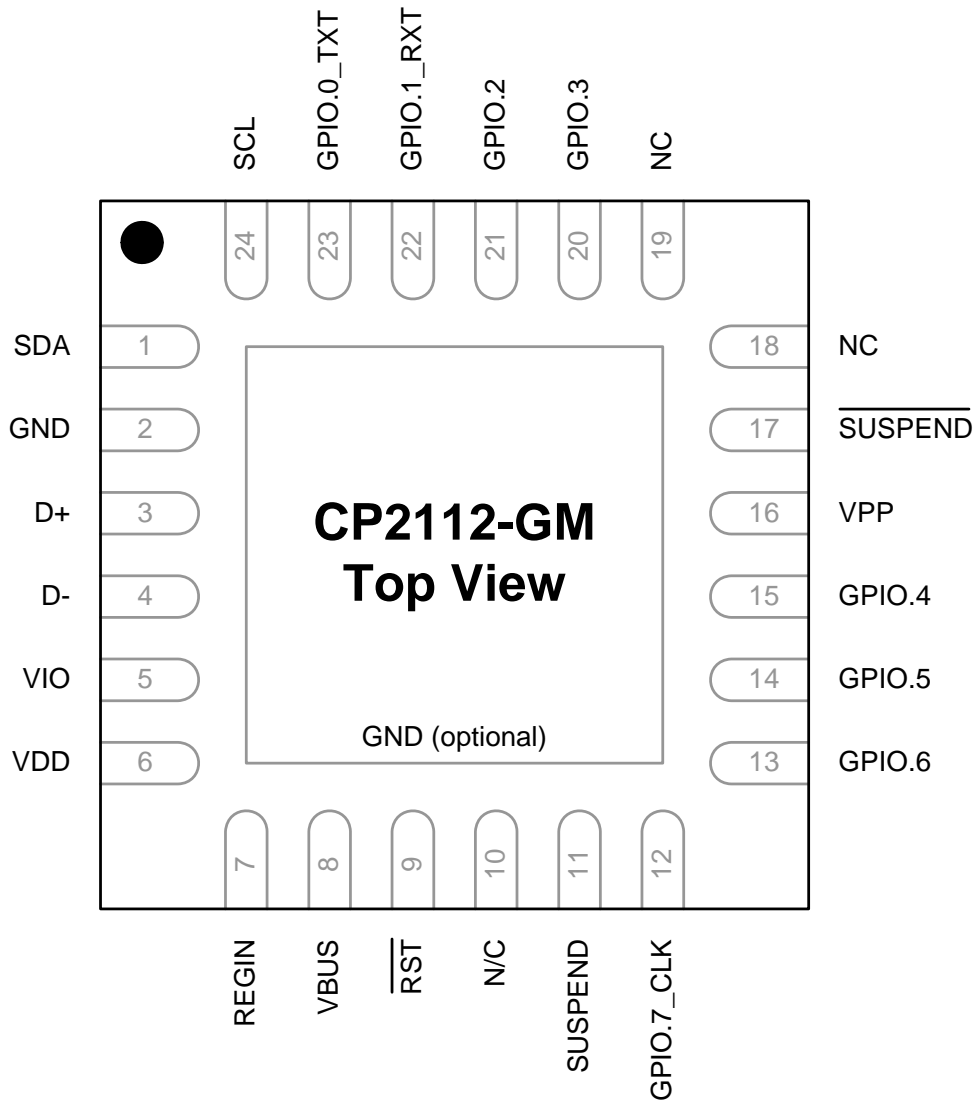 SCL
GPIO.0_TXT
GPIO.1_RXT
GPIO.2
GPIO.3
NC
24
23
22
21
20
19
SDA 1
GND 2
D+ 3
D- 4
VIO 5
VDD 6
18 NC
17 SUSPEND
16 VPP
15 GPIO.4
14 GPIO.5
13 GPIO.6
CP2112-GM
Top View
GND (optional)
7
8
9
10
11
12
REGIN
VBUS
RST
N/C
SUSPEND
GPIO.7_CLK